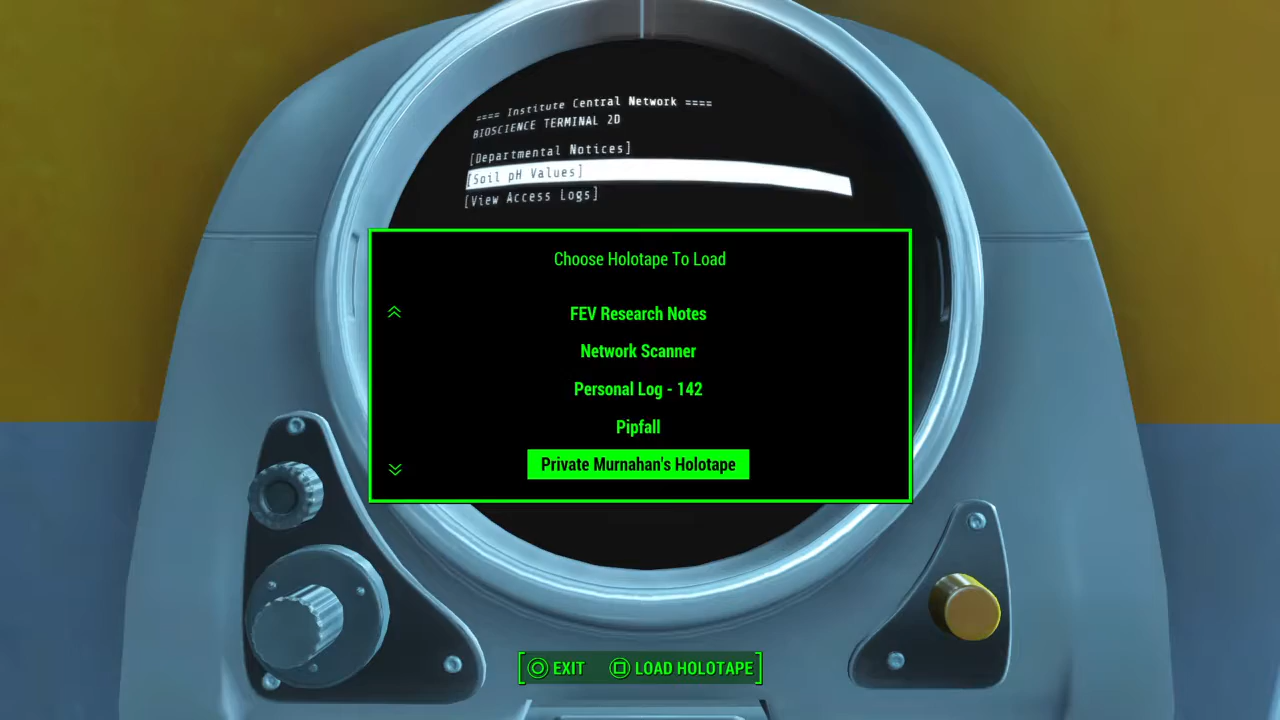 ==== Institute Central Network ====
BIOSCIENCE TERMINAL 2D
[Departmental Notices]
[Soil pH Values]
[View Access Logs]
Choose Holotape To Load
FEV Research Notes
Network Scanner
Personal Log - 142
Pipfall
Private Murnahan's Holotape
EXIT LOAD HOLOTAPE